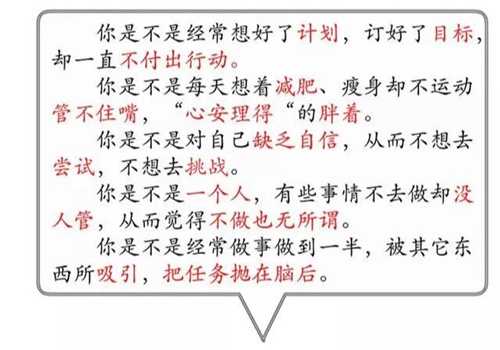 你是不是经常想好了计划，订好了目标，
却一直不付出行动。
你是不是每天想着减肥、瘦身却不运动
管不住嘴，“心安理得“的胖着。
你是不是对自己缺乏自信，从而不想去
尝试，不想去挑战。
你是不是一个人，有些事情不去做却没
人管，从而觉得不做也无所谓。
你是不是经常做事做到一半，被其它东
西所吸引，把任务抛在脑后。